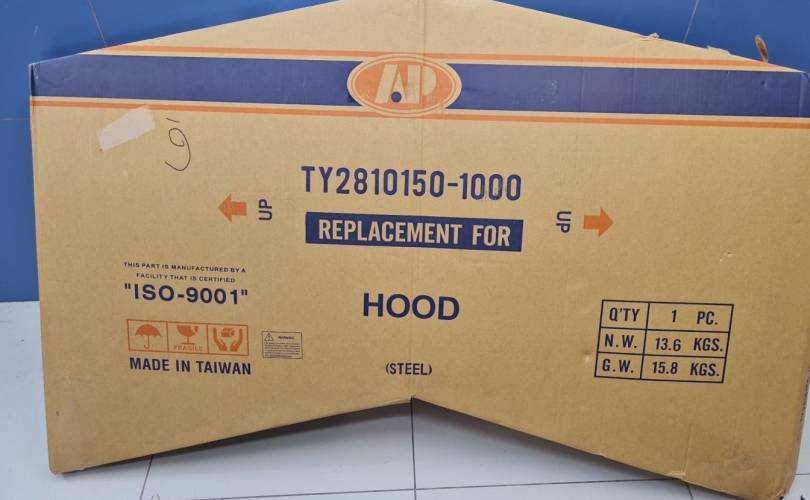 AP
TY2810150-1000
UP
UP
REPLACEMENT FOR
THIS PART IS MANUFACTURED BY A
FACILITY THAT IS CERTIFIED
"ISO-9001"
HOOD
Q'TY 1 PC.
N.W. 13.6 KGS.
G.W. 15.8 KGS.
FRAGILE
MADE IN TAIWAN
(STEEL)